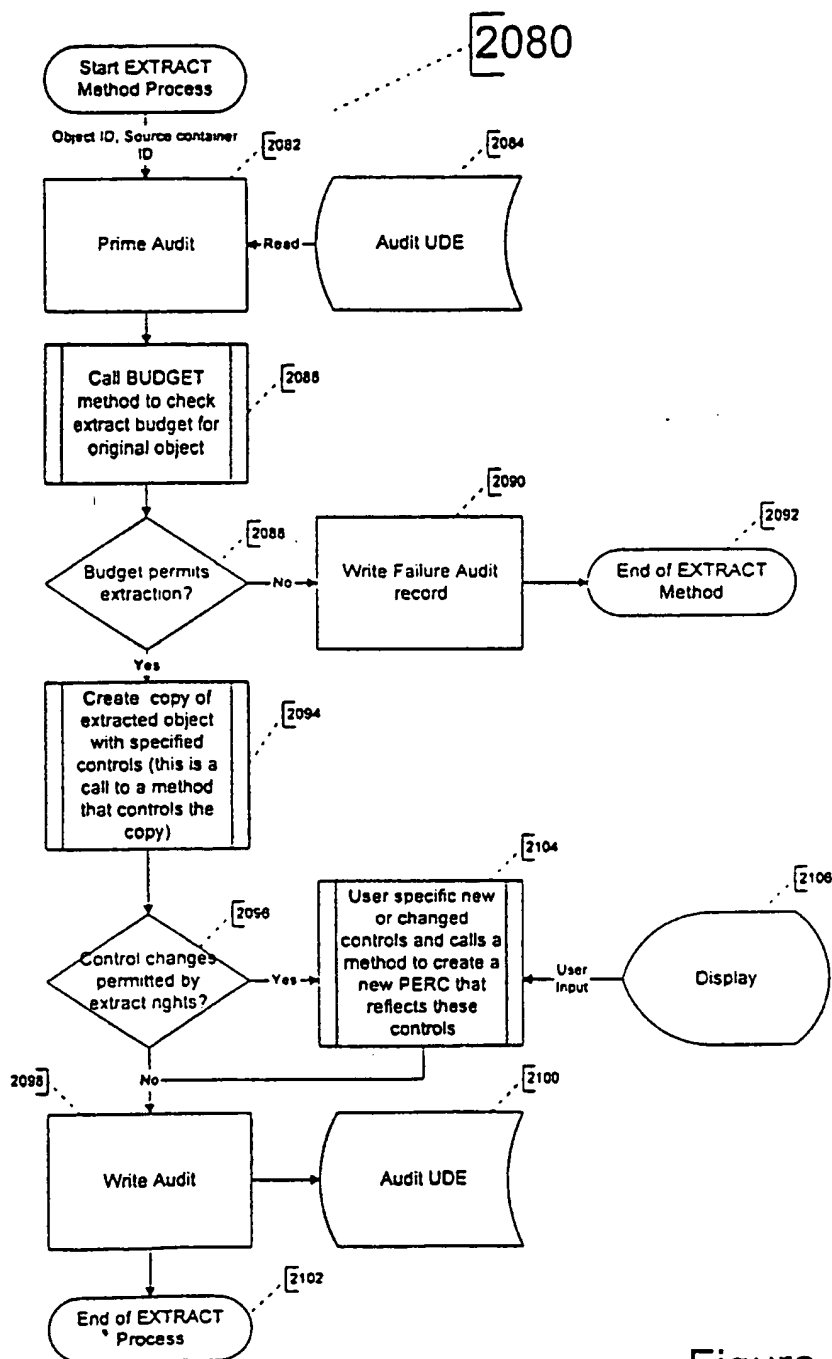 2080
Start EXTRACT
Method Process
Object ID, Source container
ID
2082
2084
Prime Audit
Read
Audit UDE
Call BUDGET
method to check
extract budget for
original object
2086
2088
Budget permits
extraction?
No
2090
Write Failure Audit
record
2092
End of EXTRACT
Method
Yes
Create copy of
extracted object
with specified
controls (this is a
call to a method
that controls the
copy)
2094
2096
Control changes
permitted by
extract rights?
Yes
2104
User specific new
or changed
controls and calls a
method to create a
new PERC that
reflects these
controls
User
Input
2106
Display
No
2098
Write Audit
2100
Audit UDE
2102
End of EXTRACT
Process
Figure